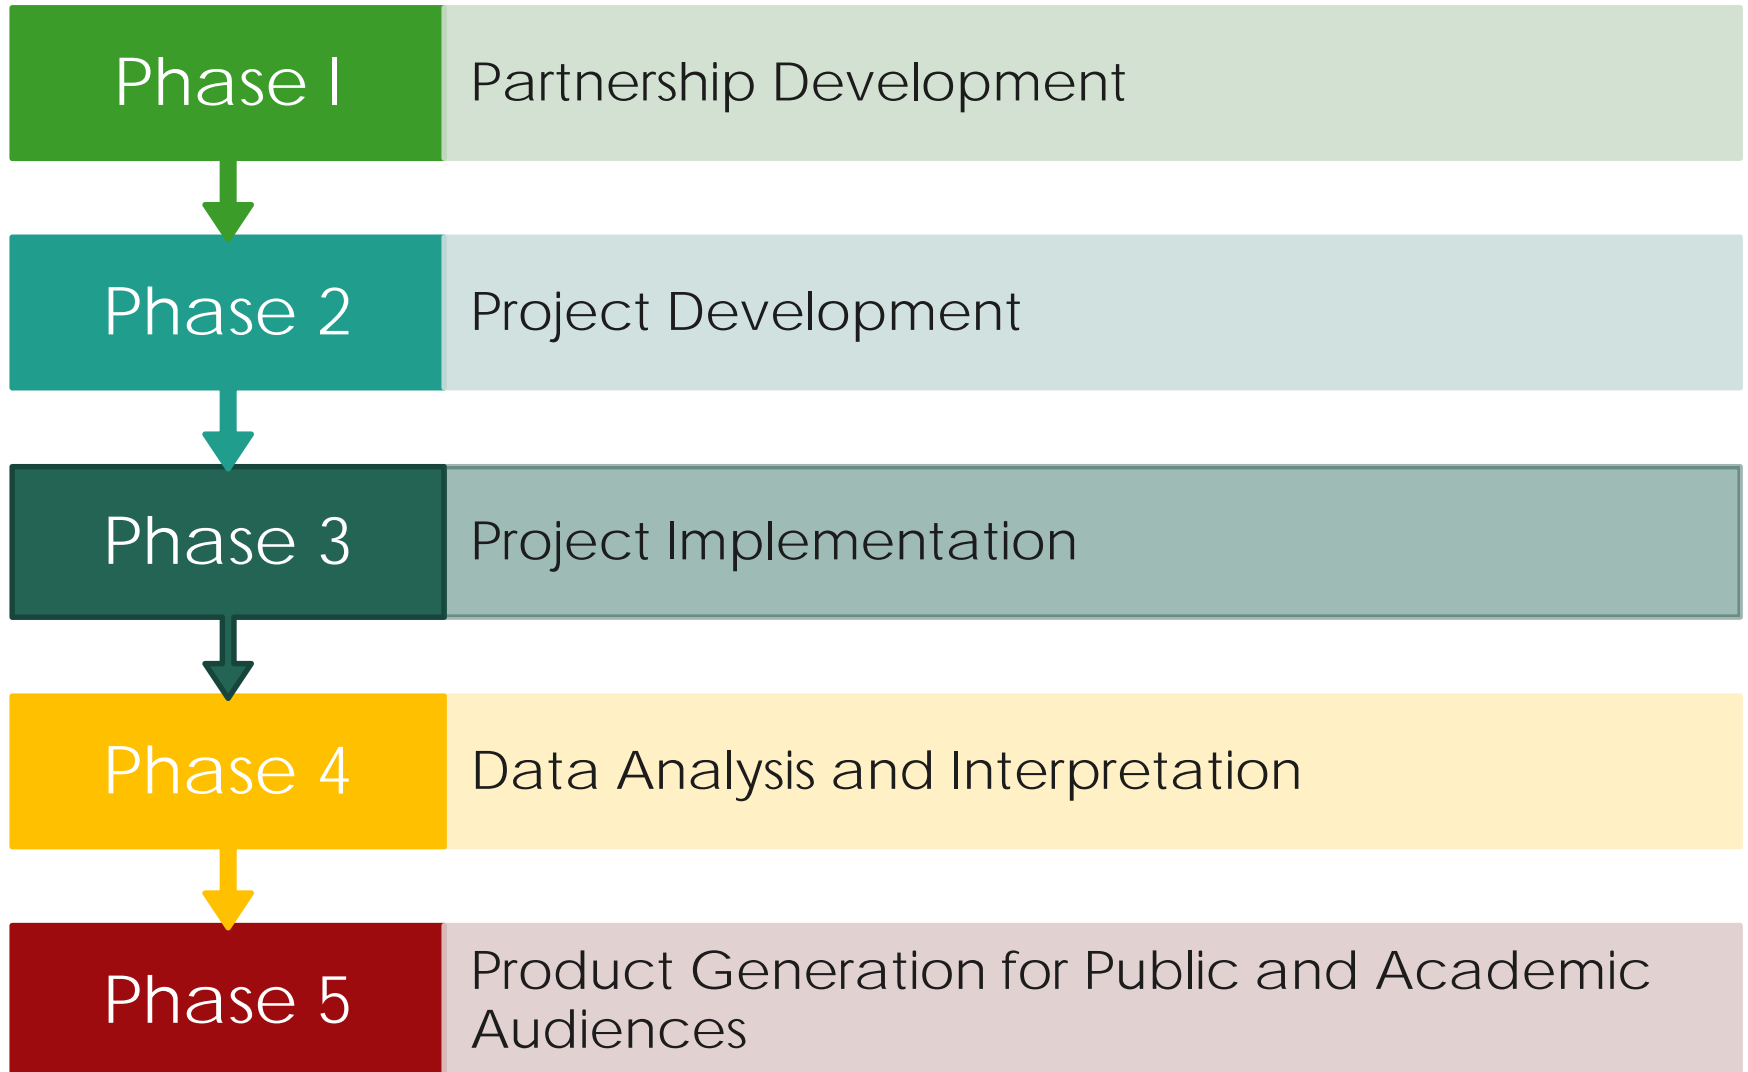 Phase I
Partnership Development
Phase 2
Project Development
Phase 3
Project Implementation
Phase 4
Data Analysis and Interpretation
Phase 5
Product Generation for Public and Academic
Audiences